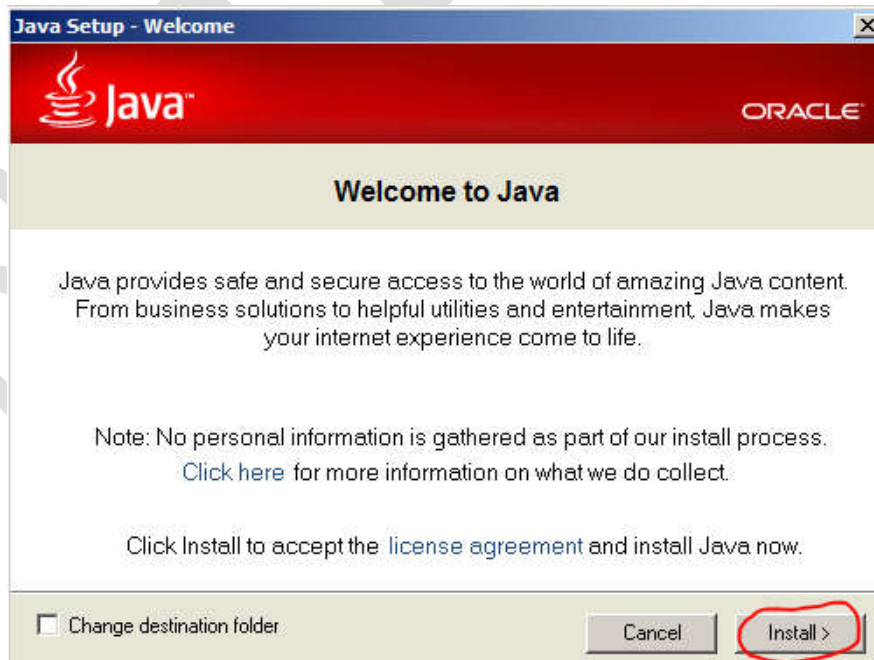 Java Setup - Welcome
Java™
ORACLE
Welcome to Java
Java provides safe and secure access to the world of amazing Java content.
From business solutions to helpful utilities and entertainment, Java makes
your internet experience come to life.
Note: No personal information is gathered as part of our install process.
Click here for more information on what we do collect.
Click Install to accept the license agreement and install Java now.
Change destination folder
Cancel
Install >